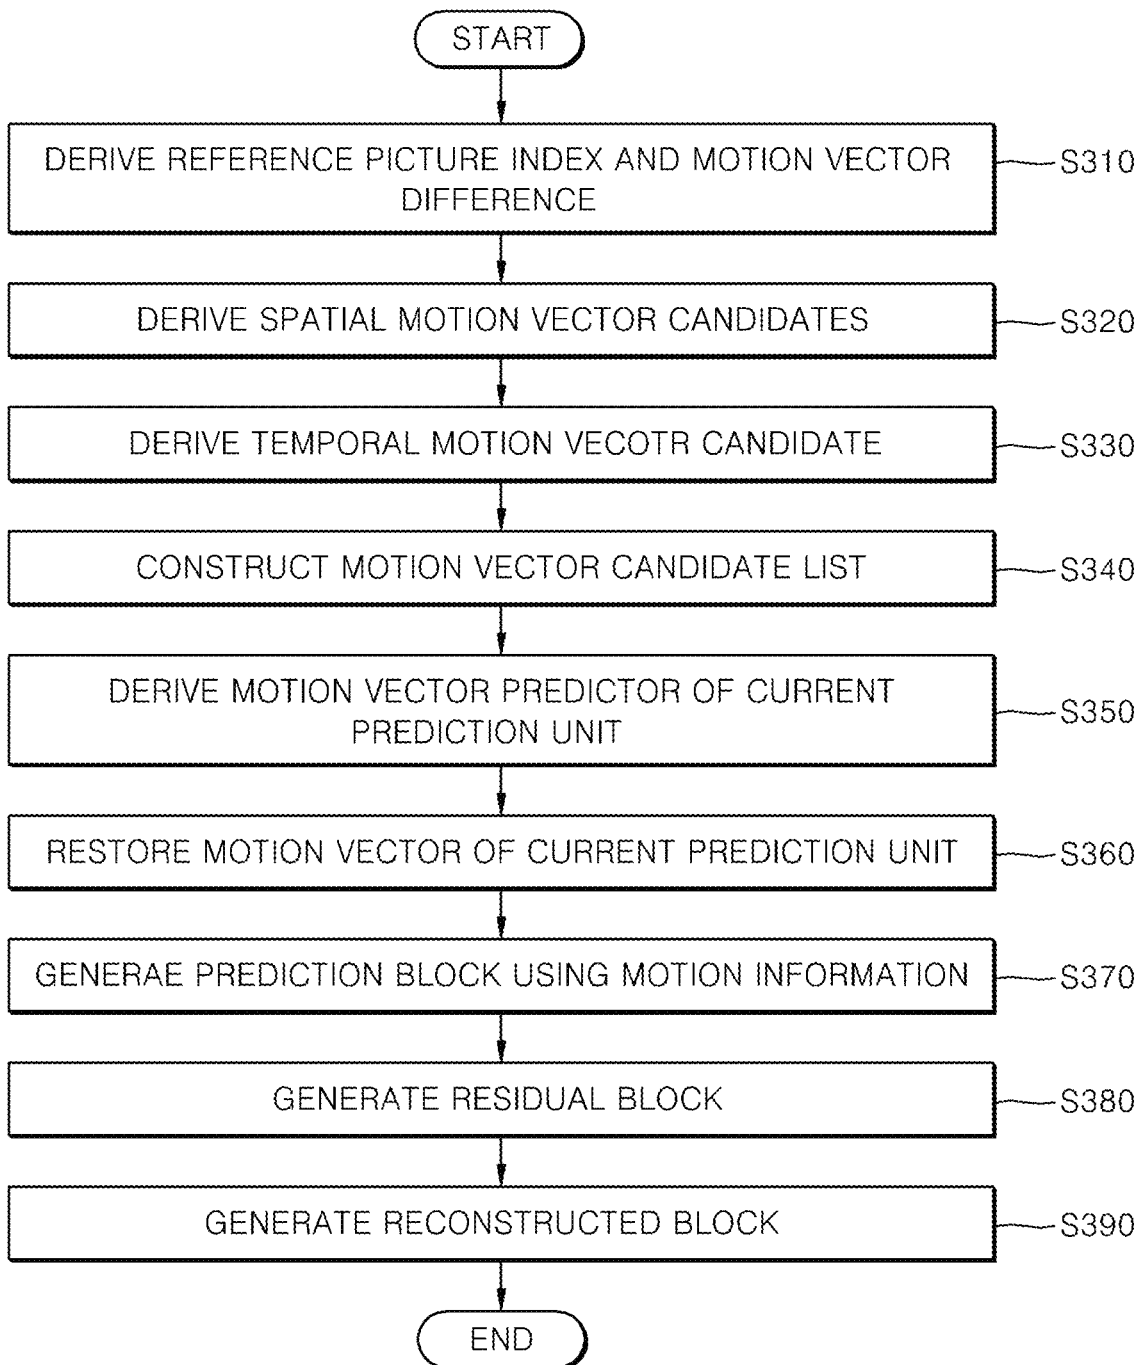 START
DERIVE REFERENCE PICTURE INDEX AND MOTION VECTOR
DIFFERENCE
S310
DERIVE SPATIAL MOTION VECTOR CANDIDATES
S320
DERIVE TEMPORAL MOTION VECOTR CANDIDATE
S330
CONSTRUCT MOTION VECTOR CANDIDATE LIST
S340
DERIVE MOTION VECTOR PREDICTOR OF CURRENT
PREDICTION UNIT
S350
RESTORE MOTION VECTOR OF CURRENT PREDICTION UNIT
S360
GENERAE PREDICTION BLOCK USING MOTION INFORMATION
S370
GENERATE RESIDUAL BLOCK
S380
GENERATE RECONSTRUCTED BLOCK
S390
END